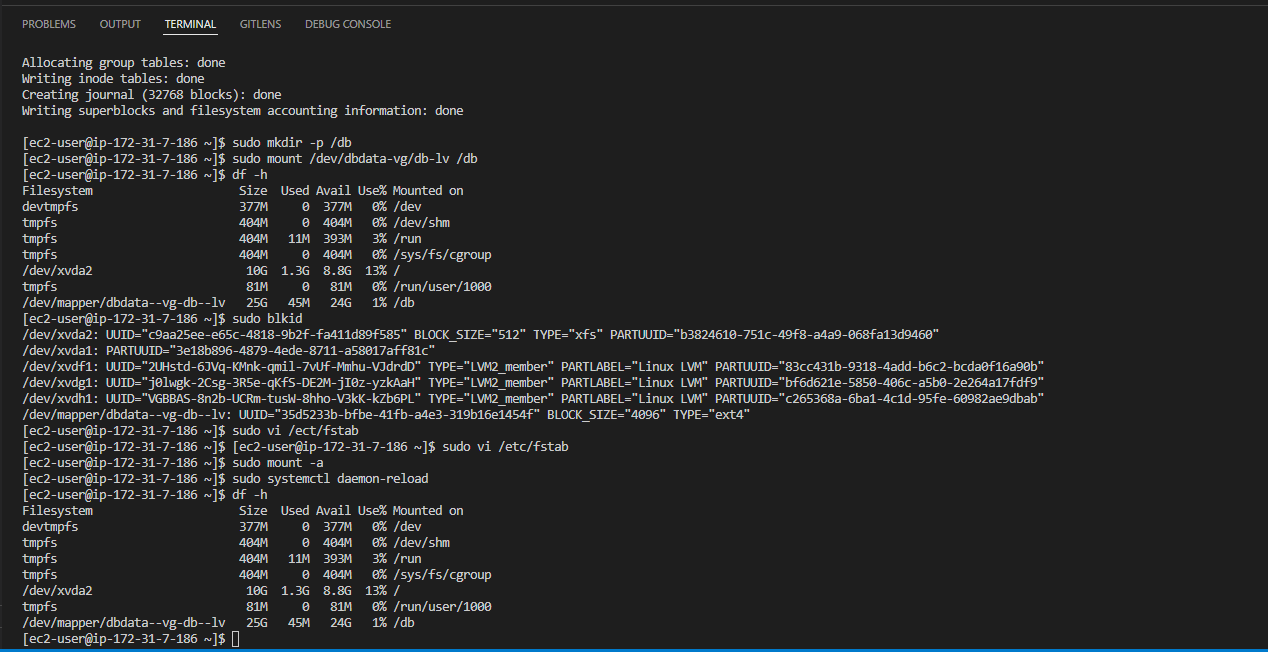 PROBLEMS OUTPUT TERMINAL GITLENS DEBUG CONSOLE
Allocating group tables: done
Writing inode tables: done
Creating journal (32768 blocks): done
Writing superblocks and filesystem accounting information: done
[ec2-user@ip-172-31-7-186 ~]$ sudo mkdir -p /db
[ec2-user@ip-172-31-7-186 ~]$ sudo mount /dev/dbdata-vg/db-lv /db
[ec2-user@ip-172-31-7-186 ~]$ df -h
Filesystem Size Used Avail Use% Mounted on
devtmpfs 377M 0 377M 0% /dev
tmpfs 404M 0 404M 0% /dev/shm
tmpfs 404M 11M 393M 3% /run
tmpfs 404M 0 404M 0% /sys/fs/cgroup
/dev/xvda2 10G 1.3G 8.8G 13% /
tmpfs 81M 0 81M 0% /run/user/1000
/dev/mapper/dbdata--vg-db--lv 25G 45M 24G 1% /db
[ec2-user@ip-172-31-7-186 ~]$ sudo blkid
/dev/xvda2: UUID="c9aa25ee-e65c-4818-9b2f-fa411d89f585" BLOCK_SIZE="512" TYPE="xfs" PARTUUID="b3824610-751c-49f8-a4a9-068fa13d9460"
/dev/xvda1: PARTUUID="3e18b896-4879-4ede-8711-a58017aff81c"
/dev/xvdf1: UUID="2UHstd-6JVq-KMnk-qmil-7vUf-Mmhu-VJdrdD" TYPE="LVM2_member" PARTLABEL="Linux LVM" PARTUUID="83cc431b-9318-4add-b6c2-bcda0f16a90b"
/dev/xvdg1: UUID="j0lwgk-2Csg-3R5e-qKfS-DE2M-jI0z-yzkAaH" TYPE="LVM2_member" PARTLABEL="Linux LVM" PARTUUID="bf6d621e-5850-406c-a5b0-2e264a17fdf9"
/dev/xvdh1: UUID="VGBBAS-8n2b-UCRm-tusW-8hho-V3kK-kZb6PL" TYPE="LVM2_member" PARTLABEL="Linux LVM" PARTUUID="c265368a-6ba1-4c1d-95fe-60982ae9dbab"
/dev/mapper/dbdata--vg-db--lv: UUID="35d5233b-bfbe-41fb-a4e3-319b16e1454f" BLOCK_SIZE="4096" TYPE="ext4"
[ec2-user@ip-172-31-7-186 ~]$ sudo vi /ect/fstab
[ec2-user@ip-172-31-7-186 ~]$ [ec2-user@ip-172-31-7-186 ~]$ sudo vi /etc/fstab
[ec2-user@ip-172-31-7-186 ~]$ sudo mount -a
[ec2-user@ip-172-31-7-186 ~]$ sudo systemctl daemon-reload
[ec2-user@ip-172-31-7-186 ~]$ df -h
Filesystem Size Used Avail Use% Mounted on
devtmpfs 377M 0 377M 0% /dev
tmpfs 404M 0 404M 0% /dev/shm
tmpfs 404M 11M 393M 3% /run
tmpfs 404M 0 404M 0% /sys/fs/cgroup
/dev/xvda2 10G 1.3G 8.8G 13% /
tmpfs 81M 0 81M 0% /run/user/1000
/dev/mapper/dbdata--vg-db--lv 25G 45M 24G 1% /db
[ec2-user@ip-172-31-7-186 ~]$